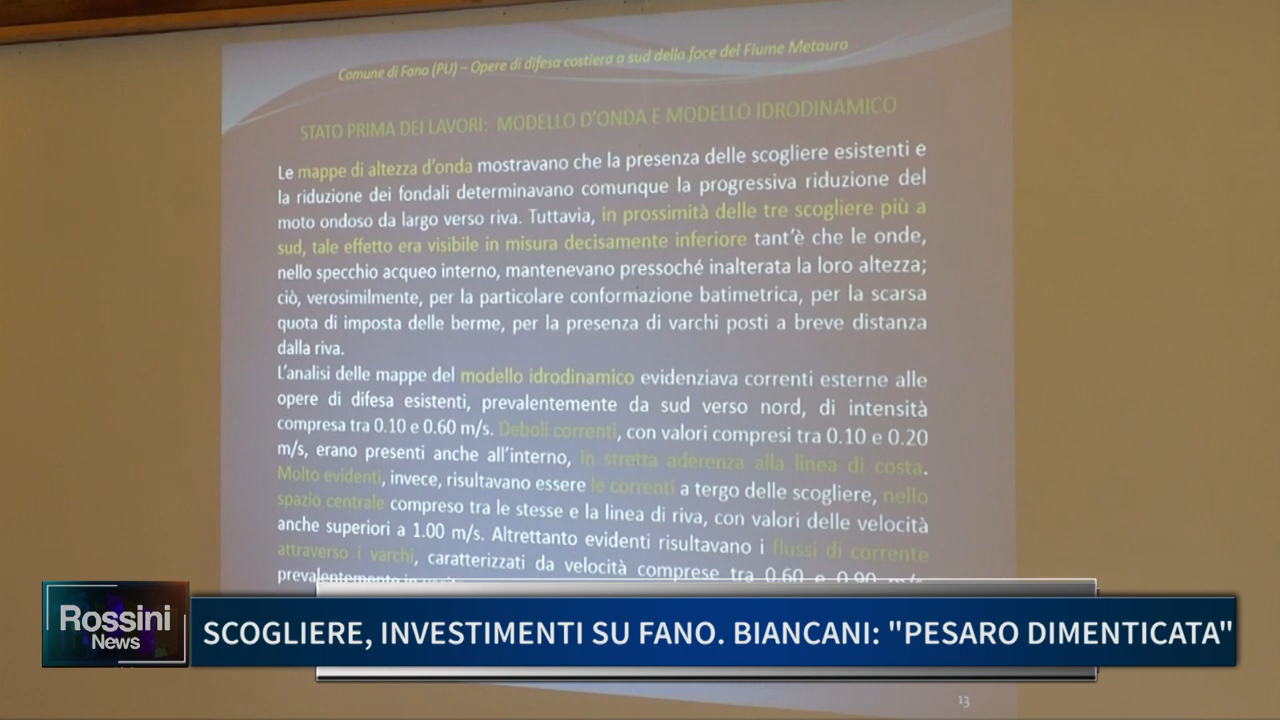 Comune di Fano (PU) – Opere di difesa costiera a sud della foce del Fiume Metauro
STATO PRIMA DEI LAVORI: MODELLO D'ONDA E MODELLO IDRODINAMICO
Le mappe di altezza d'onda mostravano che la presenza delle scogliere esistenti e
la riduzione dei fondali determinavano comunque la progressiva riduzione del
moto ondoso da largo verso riva. Tuttavia, in prossimità delle tre scogliere più a
sud, tale effetto era visibile in misura decisamente inferiore tant'è che le onde,
nello specchio acqueo interno, mantenevano pressoché inalterata la loro altezza;
ciò, verosimilmente, per la particolare conformazione batimetrica, per la scarsa
quota di imposta delle berme, per la presenza di varchi posti a breve distanza
dalla riva.
L'analisi delle mappe del modello idrodinamico evidenziava correnti esterne alle
opere di difesa esistenti, prevalentemente da sud verso nord, di intensità
compresa tra 0.10 e 0.60 m/s. Deboli correnti, con valori compresi tra 0.10 e 0.20
m/s, erano presenti anche all'interno, in stretta aderenza alla linea di costa.
Molto evidenti, invece, risultavano essere le correnti a tergo delle scogliere, nello
spazio centrale compreso tra le stesse e la linea di riva, con valori delle velocità
anche superiori a 1.00 m/s. Altrettanto evidenti risultavano i flussi di corrente
attraverso i varchi, caratterizzati da velocità comprese tra 0.60 e 0.90 m/s,
prevalentemente in
Rossini
News
SCOGLIERE, INVESTIMENTI SU FANO. BIANCANI: "PESARO DIMENTICATA"
13